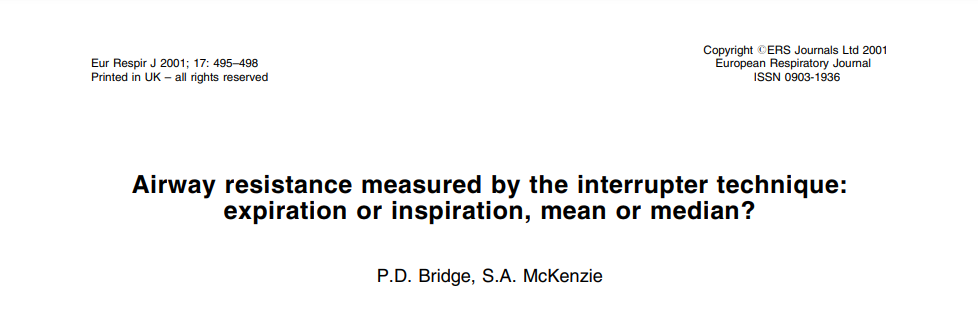 Eur Respir J 2001; 17: 495–498
Printed in UK – all rights reserved
Copyright ©ERS Journals Ltd 2001
European Respiratory Journal
ISSN 0903-1936
Airway resistance measured by the interrupter technique:
expiration or inspiration, mean or median?
P.D. Bridge, S.A. McKenzie